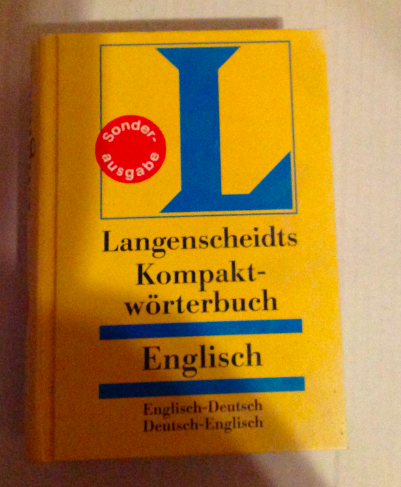 L
Sonder-
ausgabe
Langenscheidts
Kompakt-
wörterbuch
Englisch
Englisch-Deutsch
Deutsch-Englisch